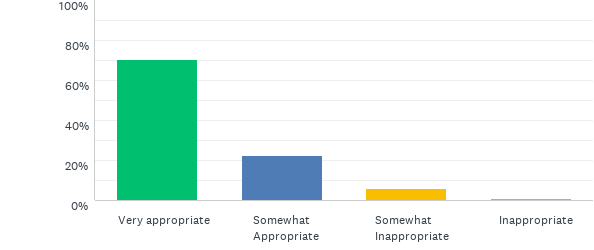 100%
80%
60%
40%
20%
0%
Very appropriate
Somewhat
Appropriate
Somewhat
Inappropriate
Inappropriate